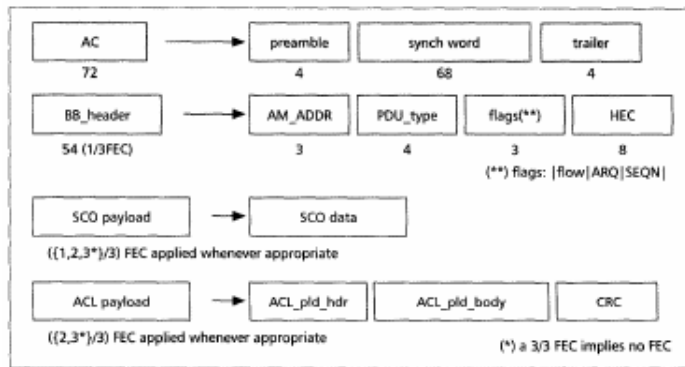 AC preamble synch word trailer
72 4 68 4
BB_header AM_ADDR PDU_type flags(**) HEC
54 (1/3FEC) 3 4 3 8
(**) flags: |flow|ARQ|SEQN|
SCO payload SCO data
({1,2,3*}/3) FEC applied whenever appropriate
ACL payload ACL_pld_hdr ACL_pld_body CRC
({2,3*}/3) FEC applied whenever appropriate (*) a 3/3 FEC implies no FEC